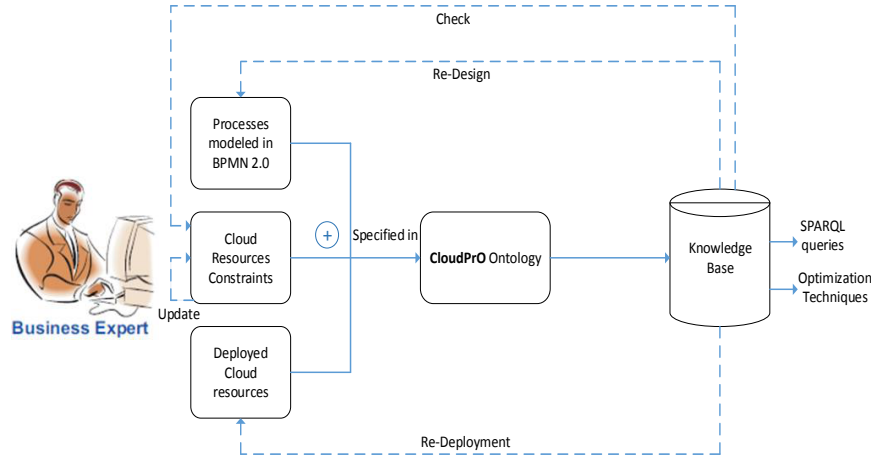 Check
Re-Design
Processes
modeled in
BPMN 2.0
Cloud
Resources
Constraints
+
Specified in
CloudPrO Ontology
Knowledge
Base
SPARQL
queries
Optimization
Techniques
Update
Business Expert
Deployed
Cloud
resources
Re-Deployment